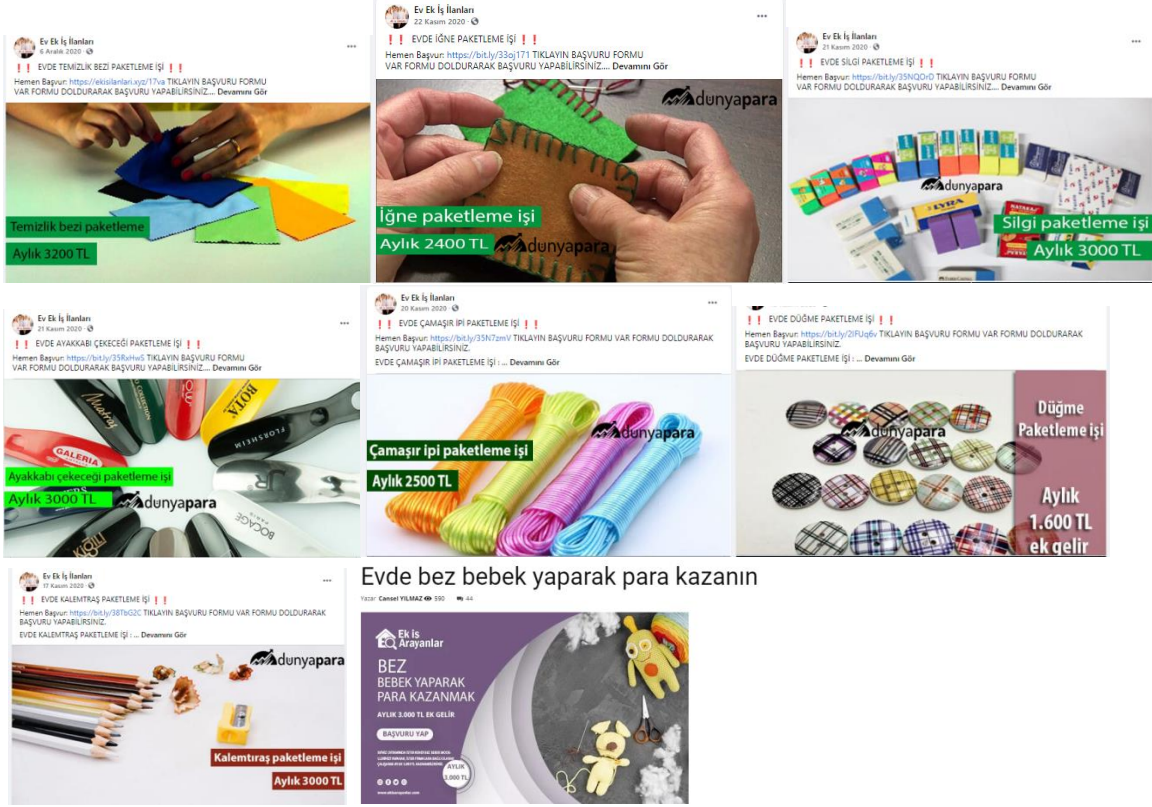 Ev Ek İş İlanları
6 Aralık 2020
❗❗ EVDE TEMİZLİK BEZİ PAKETLEME İŞİ ❗❗
Hemen Başvur: https://ekisilanlari.xyz/17va TIKLAYIN BAŞVURU FORMU
VAR FORMU DOLDURARAK BAŞVURU YAPABİLİRSİNİZ.... Devamını Gör
Temizlik bezi paketleme
Aylık 3200 TL
Ev Ek İş İlanları
22 Kasım 2020
❗❗ EVDE İĞNE PAKETLEME İŞİ ❗❗
Hemen Başvur: https://bit.ly/33oj171 TIKLAYIN BAŞVURU FORMU
VAR FORMU DOLDURARAK BAŞVURU YAPABİLİRSİNİZ.... Devamını Gör
dunyapara
İğne paketleme işi
Aylık 2400 TL
dunyapara
Ev Ek İş İlanları
21 Kasım 2020
❗❗ EVDE SİLGİ PAKETLEME İŞİ ❗❗
Hemen Başvur: https://bit.ly/35NQOrD TIKLAYIN BAŞVURU FORMU
VAR FORMU DOLDURARAK BAŞVURU YAPABİLİRSİNİZ.... Devamını Gör
dunyapara
LYRA
Silgi paketleme işi
Aylık 3000 TL
Ev Ek İş İlanları
21 Kasım 2020
❗❗ EVDE AYAKKABI ÇEKECEĞİ PAKETLEME İŞİ ❗❗
Hemen Başvur: https://bit.ly/35RxHwS TIKLAYIN BAŞVURU FORMU
VAR FORMU DOLDURARAK BAŞVURU YAPABİLİRSİNİZ.... Devamını Gör
BOTA
FLORSHEIM
GALERIA
Ayakkabı çekeceği paketleme işi
Aylık 3000 TL
dunyapara
BOCAGE
PARIS
KİĞILI
Ev Ek İş İlanları
20 Kasım 2020
❗❗ EVDE ÇAMAŞIR İPİ PAKETLEME İŞİ ❗❗
Hemen Başvur: https://bit.ly/35N7zmV TIKLAYIN BAŞVURU FORMU VAR FORMU DOLDURARAK
BAŞVURU YAPABİLİRSİNİZ.
EVDE ÇAMAŞIR İPİ PAKETLEME İŞİ : ... Devamını Gör
dunyapara
Çamaşır ipi paketleme işi
Aylık 2500 TL
❗❗ EVDE DÜĞME PAKETLEME İŞİ ❗❗
Hemen Başvur: https://bit.ly/2IFUq6v TIKLAYIN BAŞVURU FORMU VAR FORMU DOLDURARAK
BAŞVURU YAPABİLİRSİNİZ.
EVDE DÜĞME PAKETLEME İŞİ : ... Devamını Gör
dunyapara
Düğme
Paketleme işi
Aylık
1.600 TL
ek gelir
Ev Ek İş İlanları
17 Kasım 2020
❗❗ EVDE KALEMTRAŞ PAKETLEME İŞİ ❗❗
Hemen Başvur: https://bit.ly/38TbG2C TIKLAYIN BAŞVURU FORMU VAR FORMU DOLDURARAK
BAŞVURU YAPABİLİRSİNİZ.
EVDE KALEMTRAŞ PAKETLEME İŞİ : ... Devamını Gör
dunyapara
Kalemtıraş paketleme işi
Aylık 3000 TL
Evde bez bebek yaparak para kazanın
Yazar Cansel YILMAZ 590 44
Ek is
Arayanlar
BEZ
BEBEK YAPARAK
PARA KAZANMAK
AYLIK 3.000 TL EK GELİR
BAŞVURU YAP
AYLIK
3.000 TL